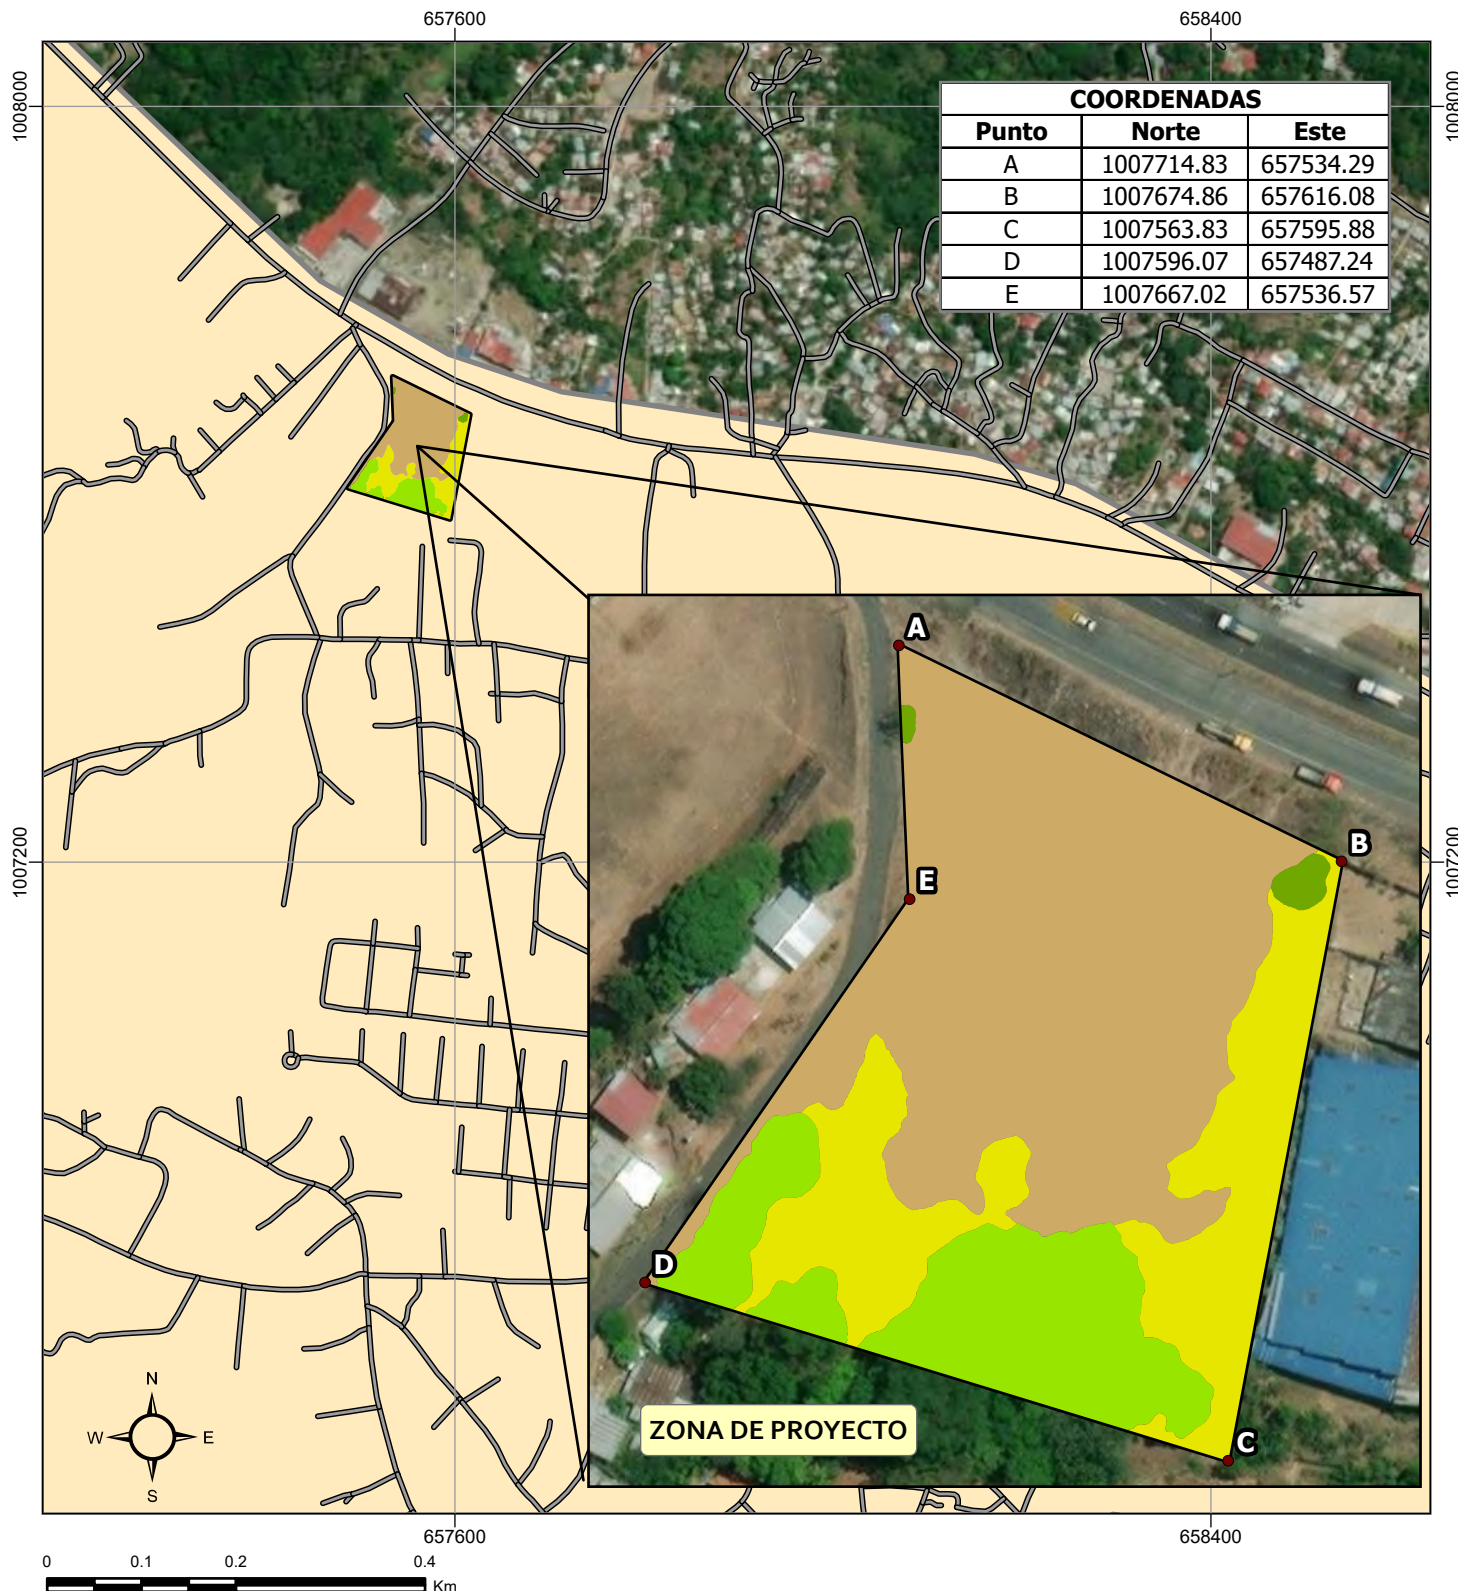 657600
658400
1008000
1008000
COORDENADAS
Punto Norte Este
A 1007714.83 657534.29
B 1007674.86 657616.08
C 1007563.83 657595.88
D 1007596.07 657487.24
E 1007667.02 657536.57
A
B
1007200
1007200
E
D
ZONA DE PROYECTO
C
N
W E
S
657600
658400
0 0.1 0.2 0.4
Km